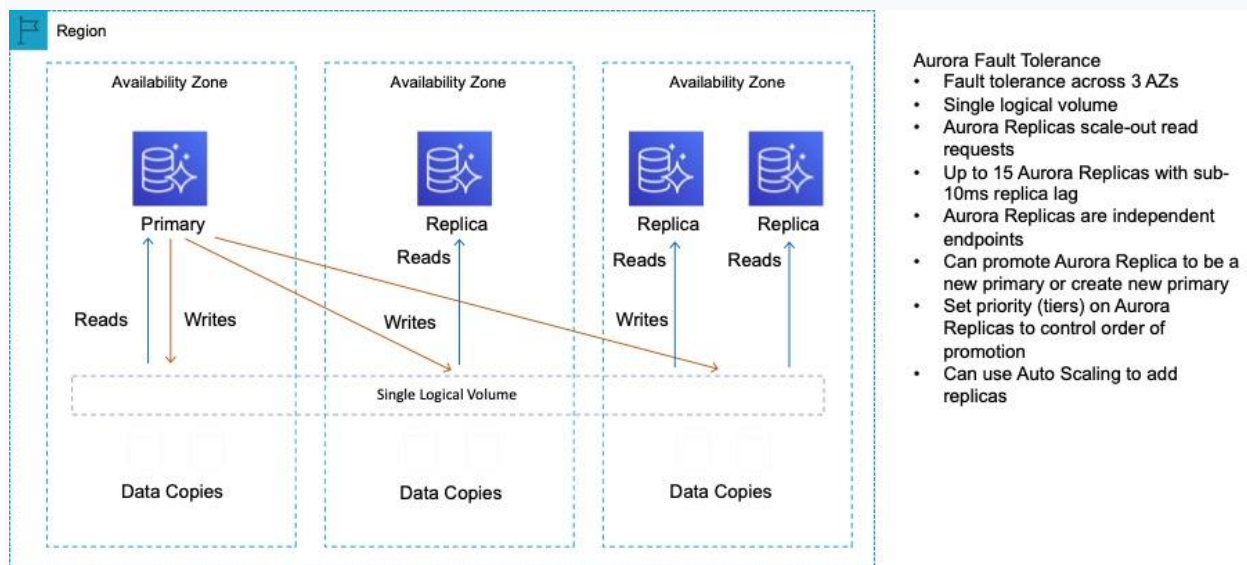 Region
Availability Zone
Availability Zone
Availability Zone
Primary
Replica
Replica
Replica
Reads
Writes
Reads
Writes
Reads
Writes
Reads
Single Logical Volume
Data Copies
Data Copies
Data Copies
Aurora Fault Tolerance
• Fault tolerance across 3 AZs
• Single logical volume
• Aurora Replicas scale-out read
requests
• Up to 15 Aurora Replicas with sub-
10ms replica lag
• Aurora Replicas are independent
endpoints
• Can promote Aurora Replica to be a
new primary or create new primary
• Set priority (tiers) on Aurora
Replicas to control order of
promotion
• Can use Auto Scaling to add
replicas